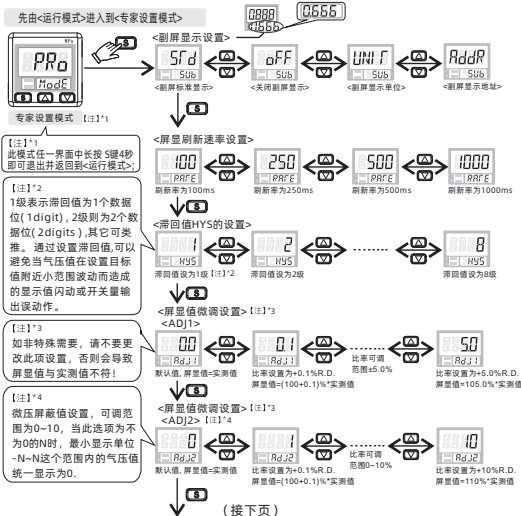 先由<运行模式>进入到<专家设置模式>
0.888
1.666
0.666
<副屏显示设置>
PRo
ModE
S
S
专家设置模式 【注】*1
Std SUb
oFF SUb
UNIT SUb
AddR SUb
<副屏标准显示>
<关闭副屏显示>
<副屏显示单位>
<副屏显示地址>
S
【注】*1
此模式任一界面中长按 S键4秒
即可退出并返回到<运行模式>;
<屏显刷新速率设置>
100 RATE
250 RATE
500 RATE
1000 RATE
刷新率为100ms
刷新率为250ms
刷新率为500ms
刷新率为1000ms
S
【注】*2
1级表示滞回值为1个数据
位(1digit),2级则为2个数
据位(2digits),其它可类
推。通过设置滞回值,可以
避免当气压值在设置目标
值附近小范围波动而造成
的显示值闪动或开关量输
出误动作。
<滞回值HYS的设置>
1 HYS
2 HYS
8 HYS
滞回值设为1级【注】*2
滞回值设为2级
滞回值设为8级
S
<屏显值微调设置>【注】*3
<ADJ1>
【注】*3
如非特殊需要，请不要更
改此项设置，否则会导致
屏显值与实测值不符！
0.0 AdJ1
0.1 AdJ1
5.0 AdJ1
比率可调
范围±5.0%
默认值,屏显值=实测值
比率设置为+0.1%R.D.
屏显值=(100+0.1)%*实测值
比率设置为+5.0%R.D.
屏显值=105.0%*实测值
S
<屏显值微调设置>【注】*3
<ADJ2>【注】*4
【注】*4
微压屏蔽值设置，可调范
围为0~10，当此选项为不
为0的N时，最小显示单位
-N~N这个范围内的气压值
统一显示为0.
0 AdJ2
1 AdJ2
10 AdJ2
比率可调
范围0~10%
默认值,屏显值=实测值
比率设置为+0.1%R.D.
屏显值=(100+0.1)%*实测值
比率设置为+10%R.D.
屏显值=110%*实测值
S
(接下页)